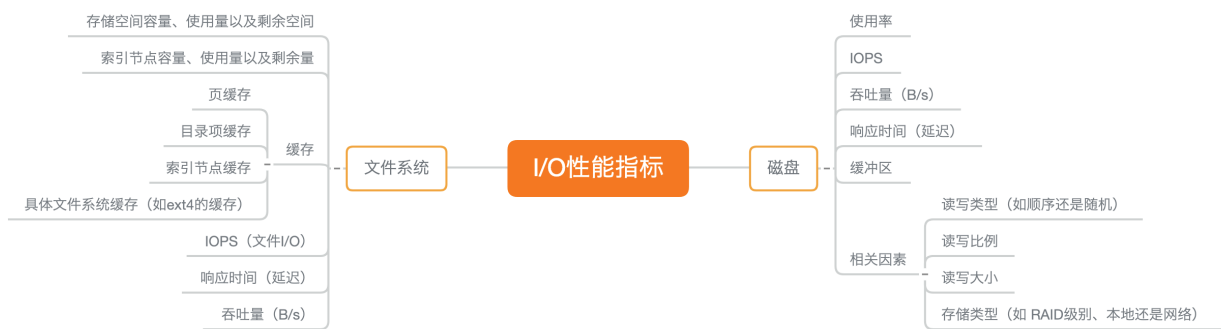 I/O性能指标
文件系统
存储空间容量、使用量以及剩余空间
索引节点容量、使用量以及剩余量
缓存
页缓存
目录项缓存
索引节点缓存
具体文件系统缓存（如ext4的缓存）
IOPS（文件I/O）
响应时间（延迟）
吞吐量（B/s）
磁盘
使用率
IOPS
吞吐量（B/s）
响应时间（延迟）
缓冲区
相关因素
读写类型（如顺序还是随机）
读写比例
读写大小
存储类型（如 RAID级别、本地还是网络）